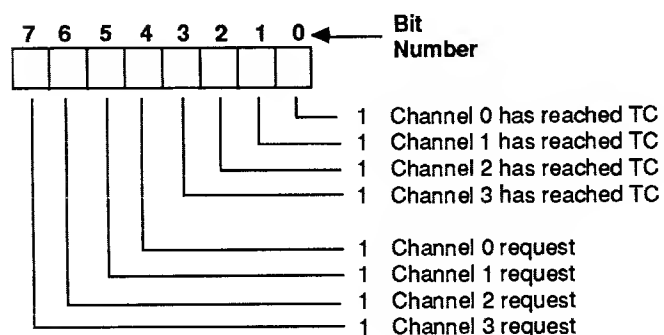 7 6 5 4 3 2 1 0
Bit
Number
1 Channel 0 has reached TC
1 Channel 1 has reached TC
1 Channel 2 has reached TC
1 Channel 3 has reached TC
1 Channel 0 request
1 Channel 1 request
1 Channel 2 request
1 Channel 3 request